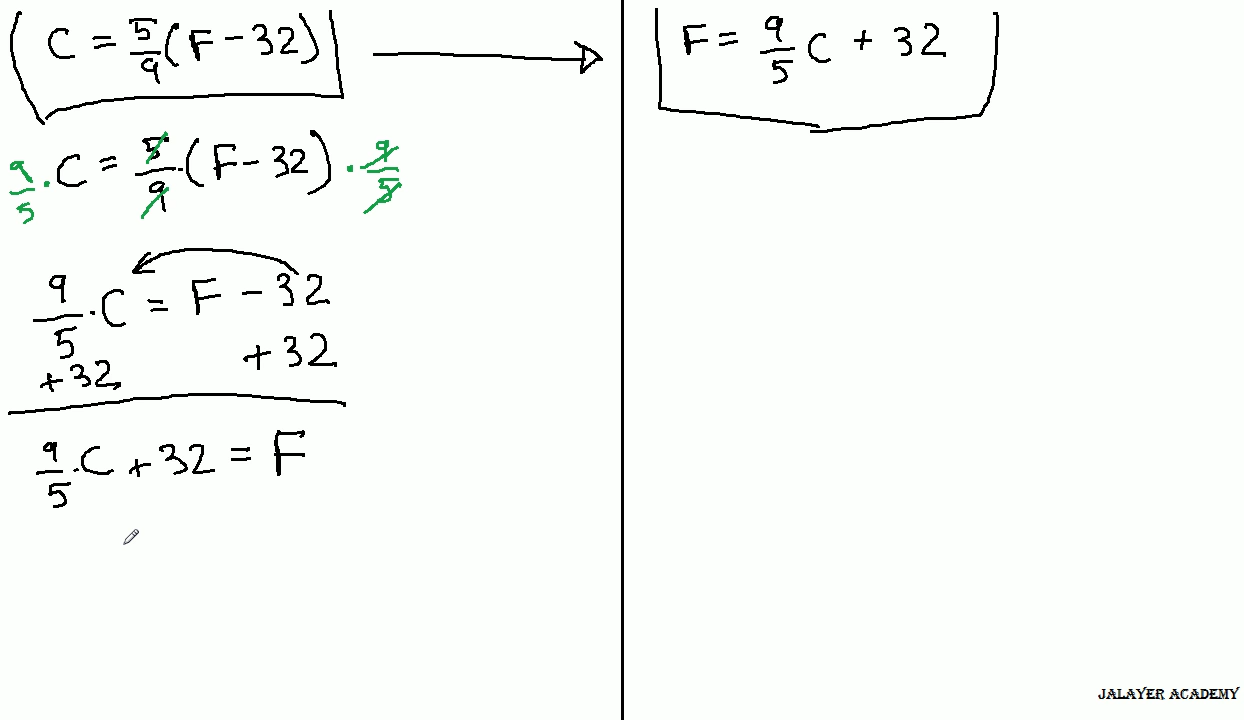 C = 5/9 (F - 32)
9/5 · C = 5/9 · (F - 32) · 9/5
9/5 · C = F - 32
+32 +32
9/5 · C + 32 = F
F = 9/5 C + 32
JALAYER ACADEMY